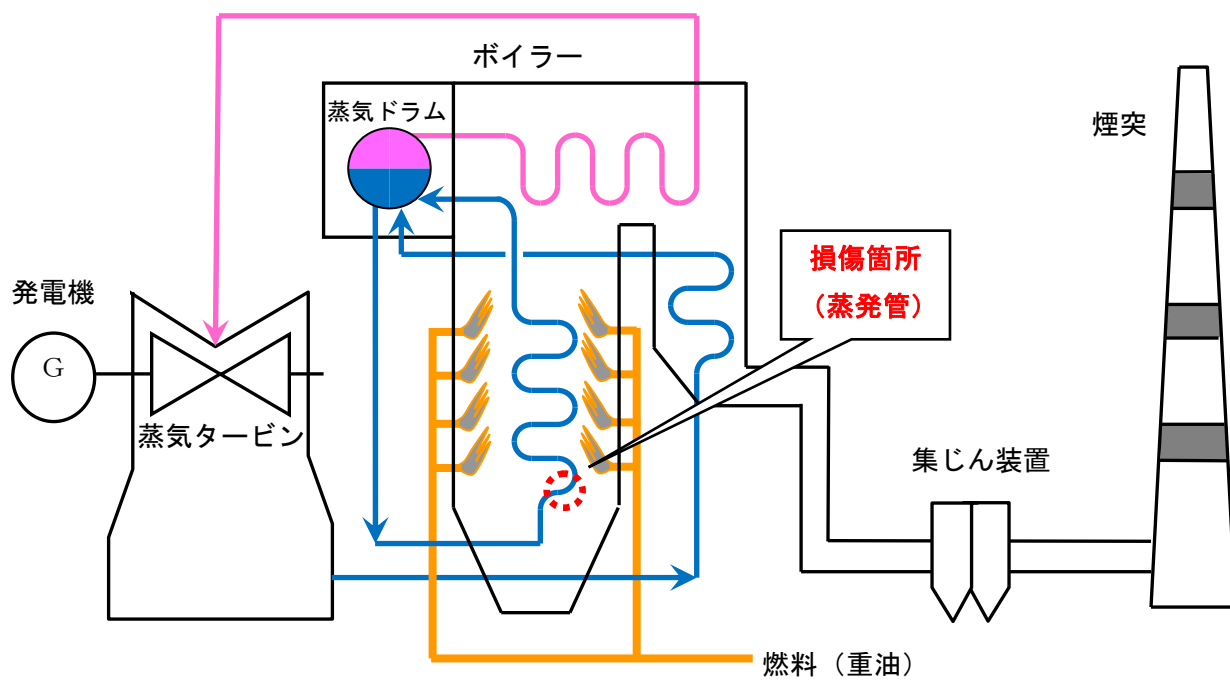 ボイラー
蒸気ドラム
煙突
損傷箇所
（蒸発管）
発電機
G
蒸気タービン
集じん装置
燃料（重油）